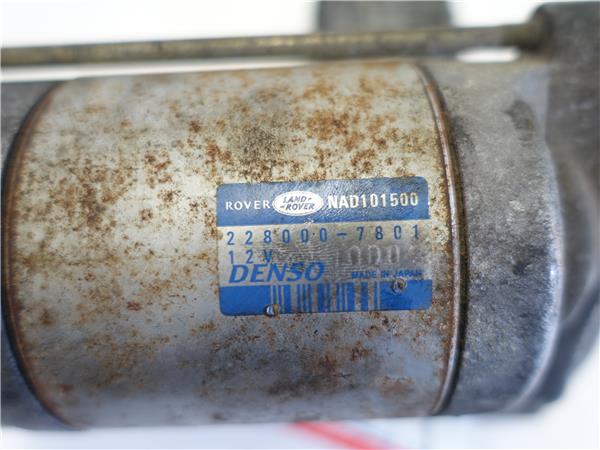 ROVER LAND-ROVER NAD101500
228000-7801
12V
DENSO MADE IN JAPAN